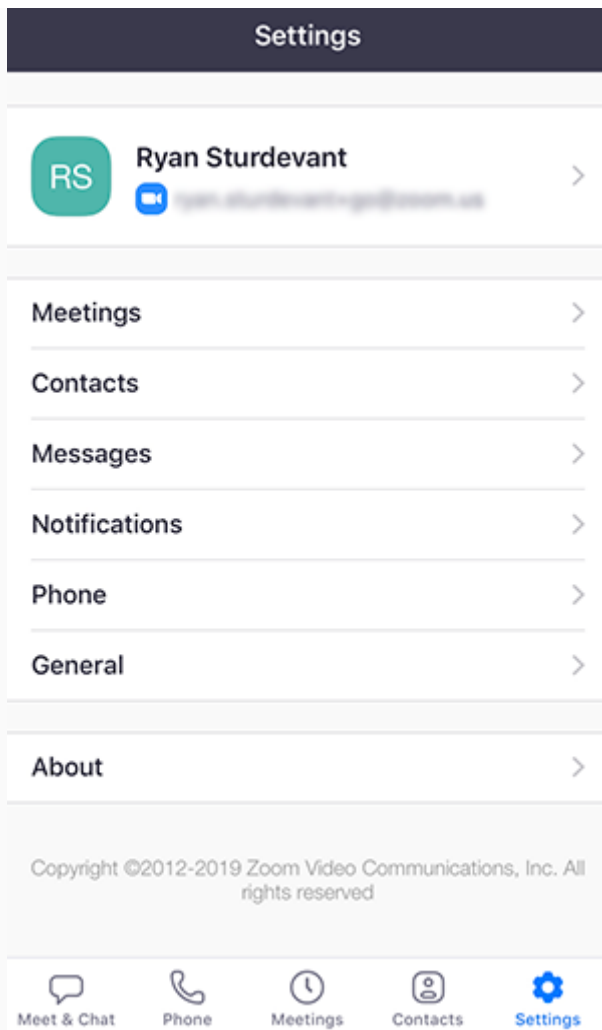 Settings
RS
Ryan Sturdevant
Meetings
Contacts
Messages
Notifications
Phone
General
About
Copyright ©2012-2019 Zoom Video Communications, Inc. All
rights reserved
Meet & Chat
Phone
Meetings
Contacts
Settings